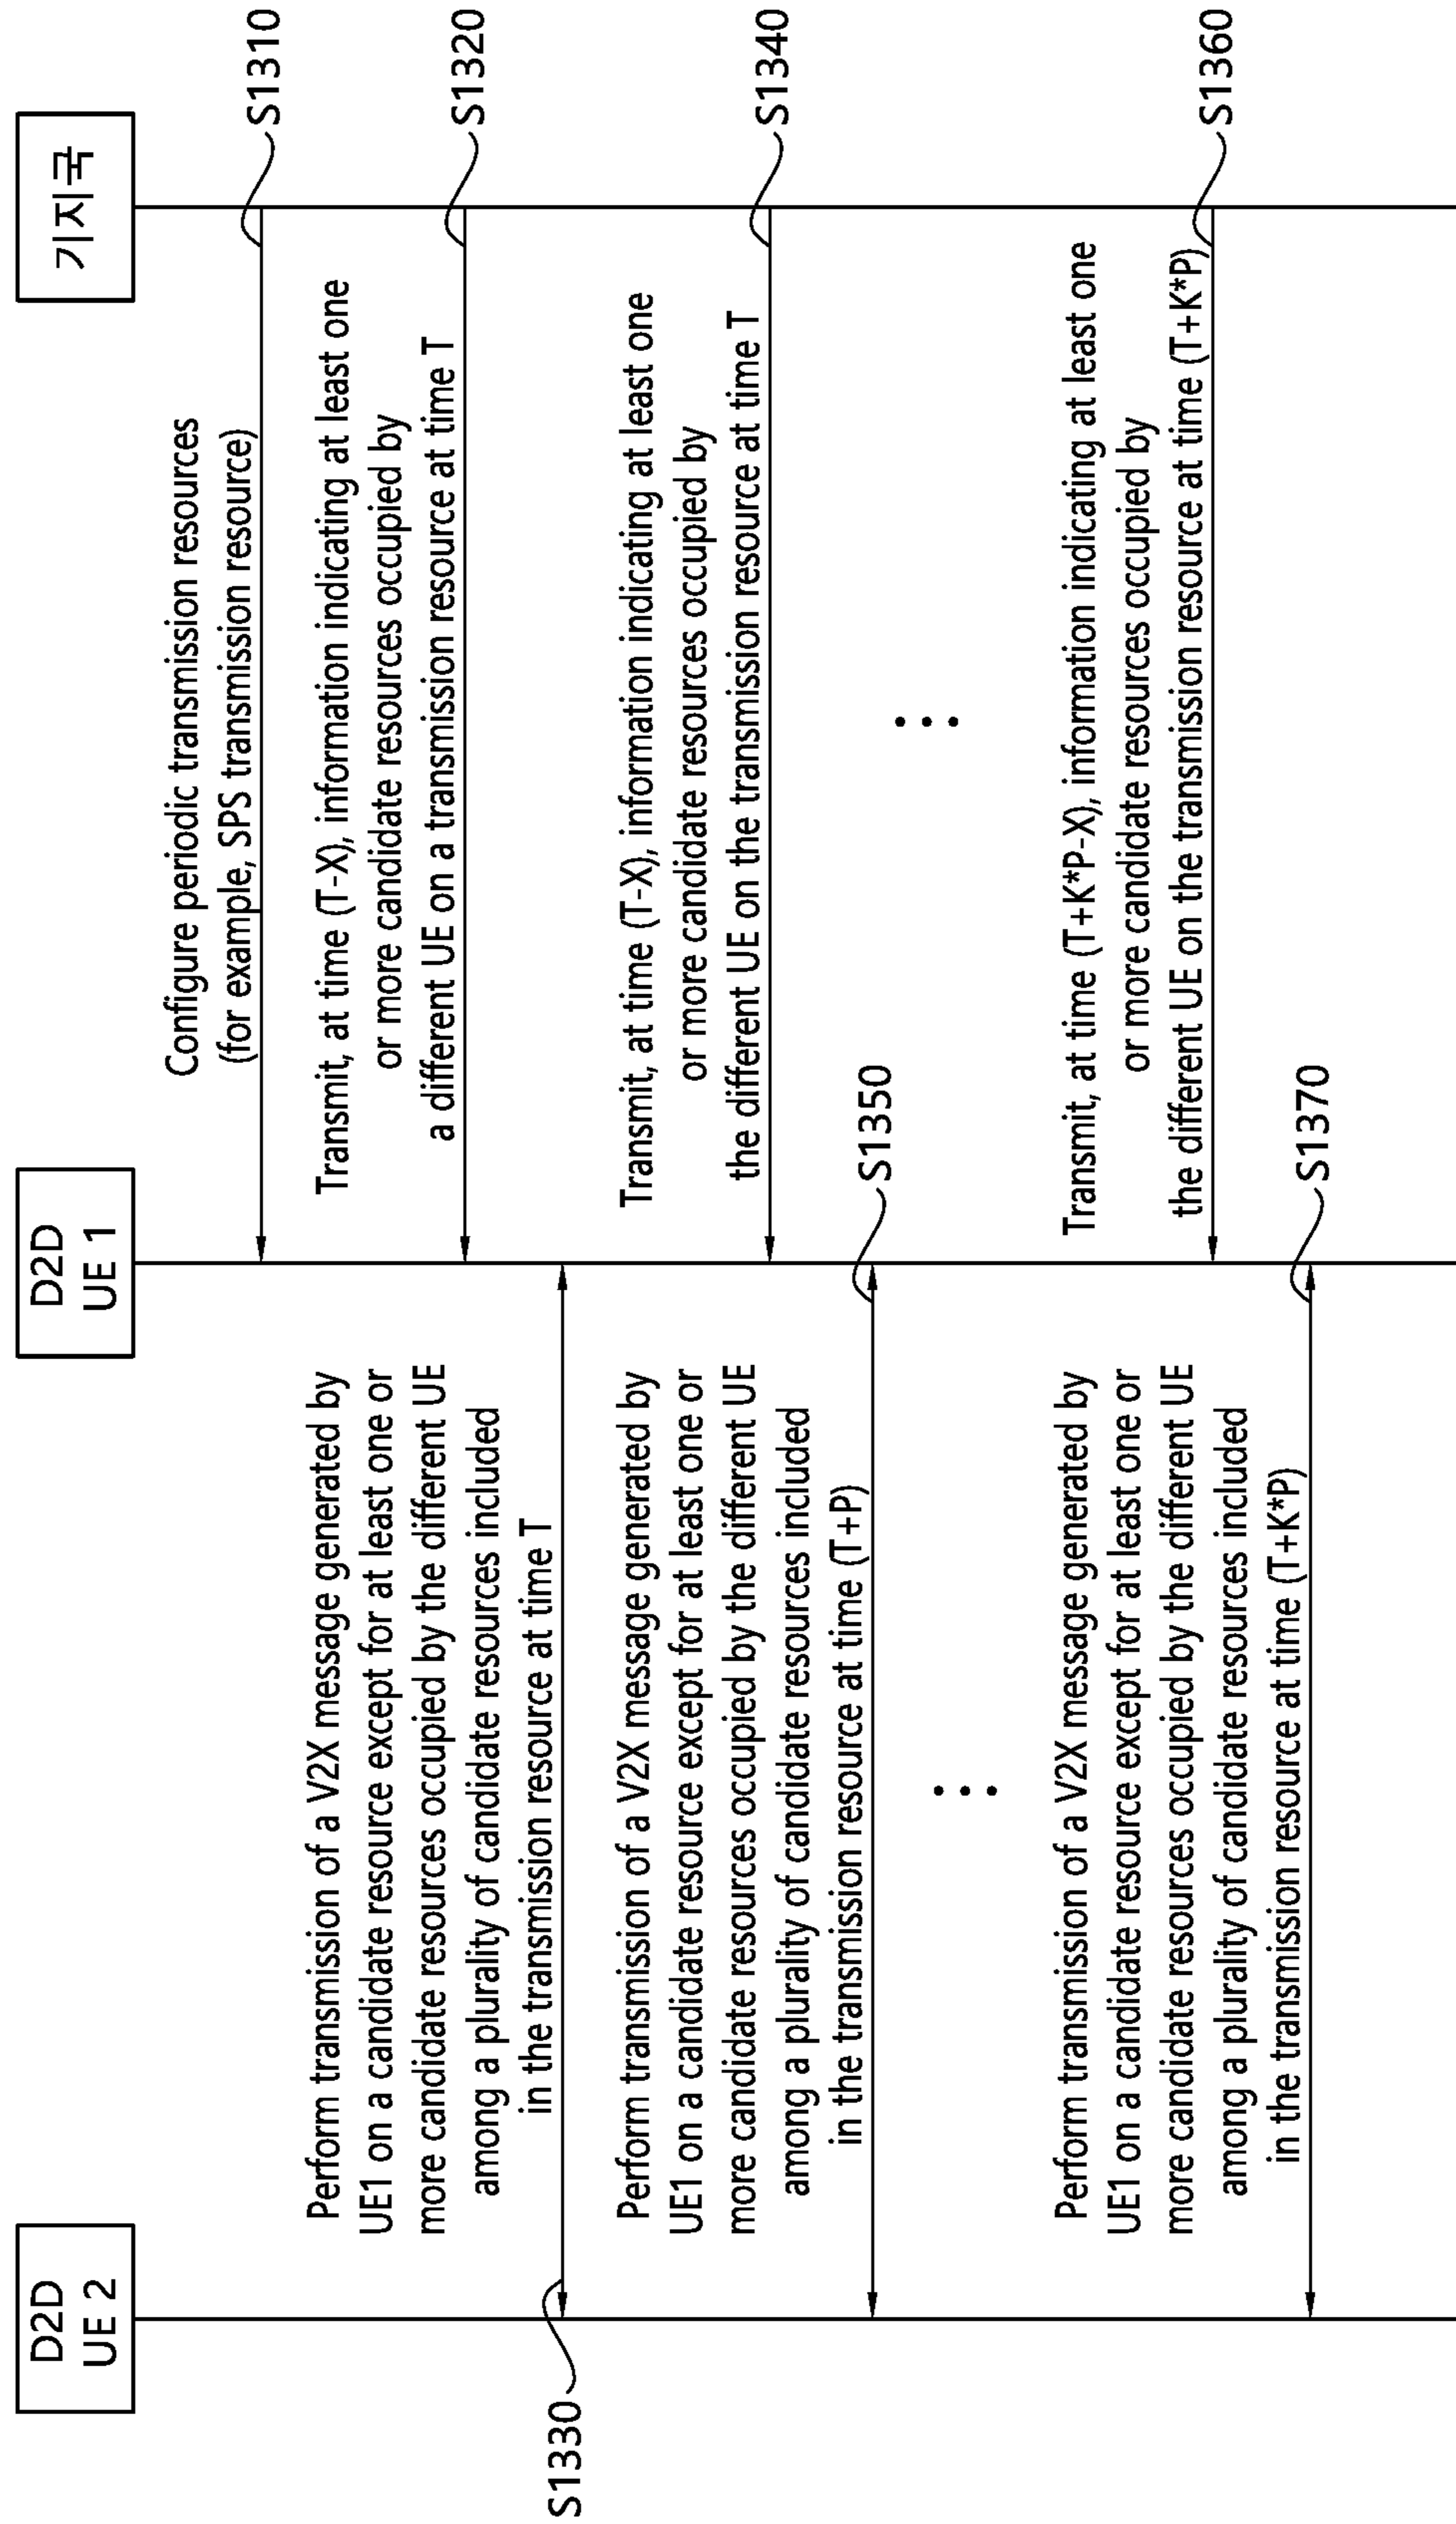 D2D
UE 2
D2D
UE 1
기지국
Configure periodic transmission resources
(for example, SPS transmission resource)
S1310
Transmit, at time (T-X), information indicating at least one
or more candidate resources occupied by
a different UE on a transmission resource at time T
S1320
Perform transmission of a V2X message generated by
UE1 on a candidate resource except for at least one or
more candidate resources occupied by the different UE
among a plurality of candidate resources included
in the transmission resource at time T
S1330
Transmit, at time (T-X), information indicating at least one
or more candidate resources occupied by
the different UE on the transmission resource at time T
S1340
Perform transmission of a V2X message generated by
UE1 on a candidate resource except for at least one or
more candidate resources occupied by the different UE
among a plurality of candidate resources included
in the transmission resource at time (T+P)
S1350
Transmit, at time (T+K*P-X), information indicating at least one
or more candidate resources occupied by
the different UE on the transmission resource at time (T+K*P)
S1360
Perform transmission of a V2X message generated by
UE1 on a candidate resource except for at least one or
more candidate resources occupied by the different UE
among a plurality of candidate resources included
in the transmission resource at time (T+K*P)
S1370